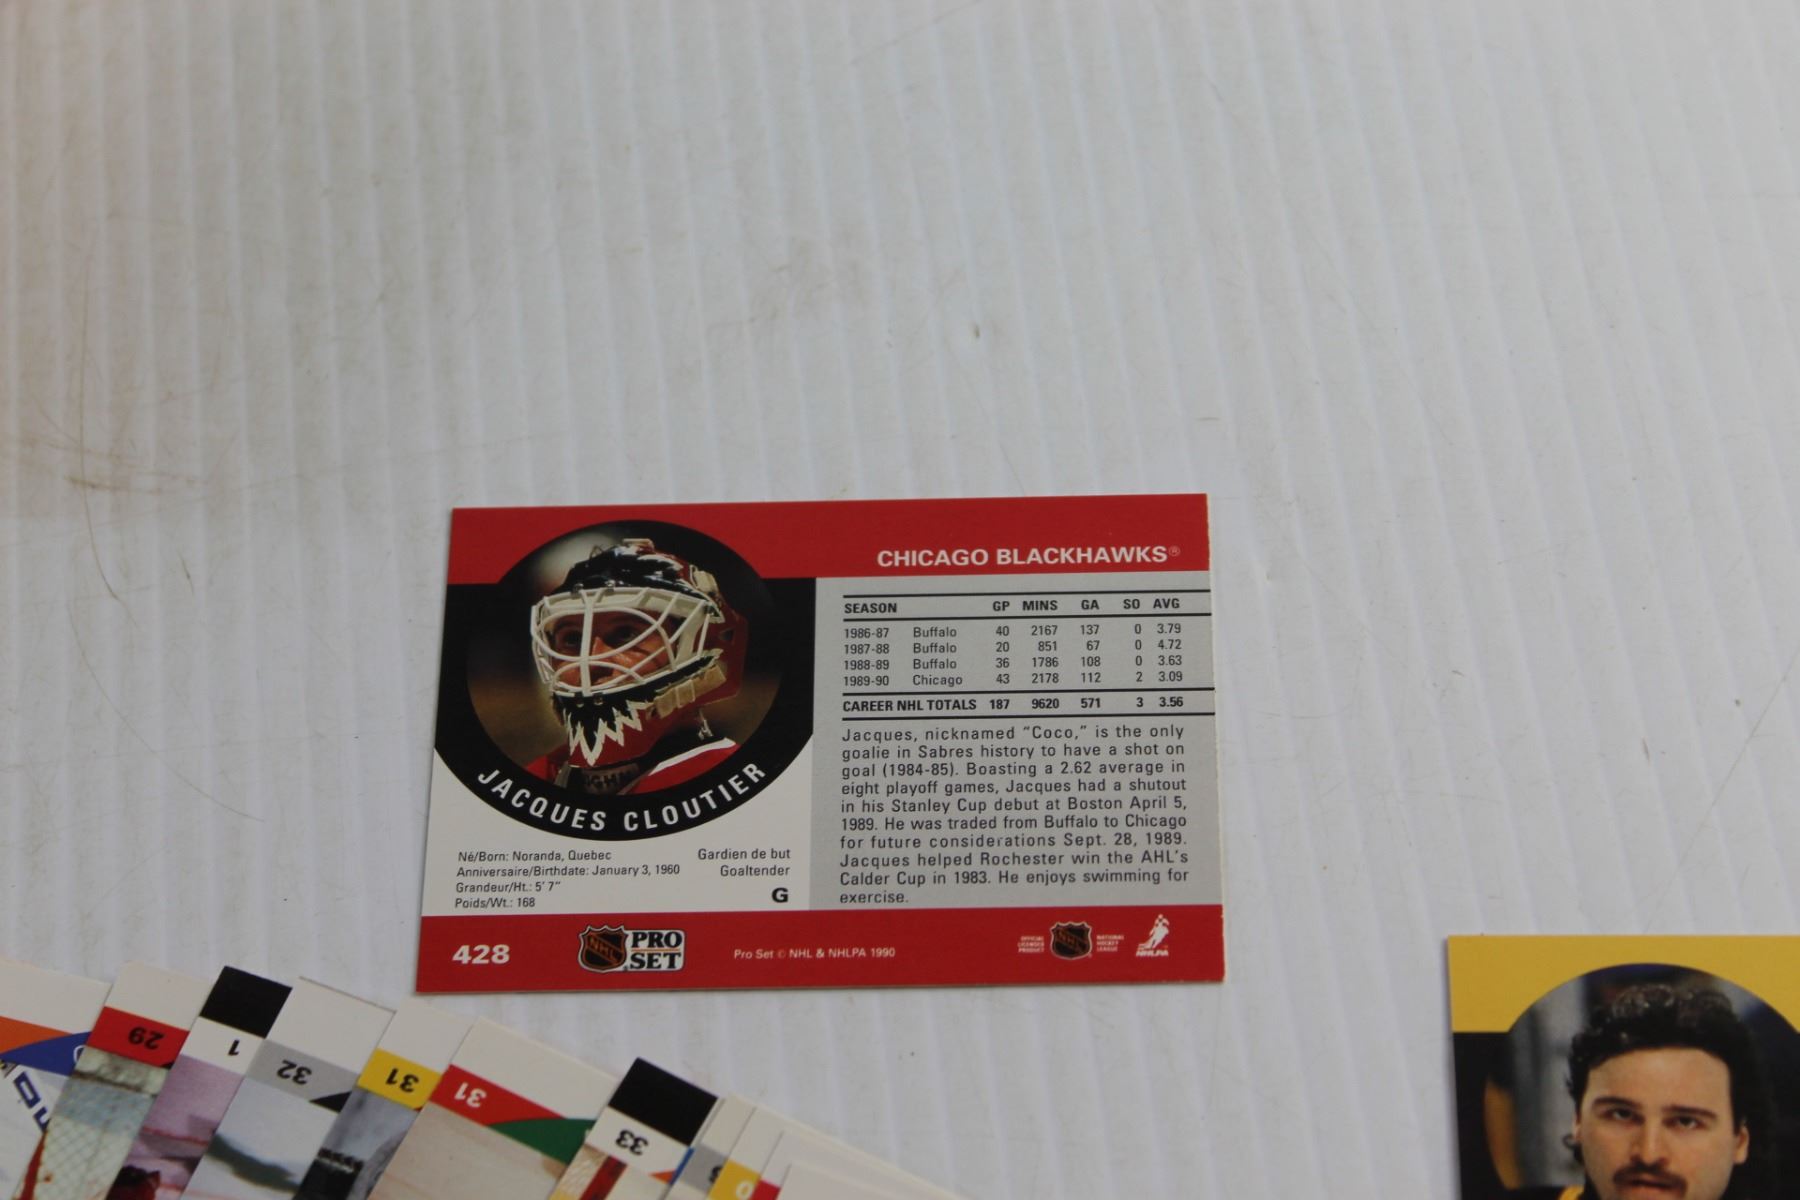 CHICAGO BLACKHAWKS®
SEASON GP MINS GA SO AVG
1986-87 Buffalo 40 2167 137 0 3.79
1987-88 Buffalo 20 851 67 0 4.72
1988-89 Buffalo 36 1786 108 0 3.63
1989-90 Chicago 43 2178 112 2 3.09
CAREER NHL TOTALS 187 9620 571 3 3.56
Jacques, nicknamed "Coco," is the only
goalie in Sabres history to have a shot on
goal (1984-85). Boasting a 2.62 average in
eight playoff games, Jacques had a shutout
in his Stanley Cup debut at Boston April 5,
1989. He was traded from Buffalo to Chicago
for future considerations Sept. 28, 1989.
Jacques helped Rochester win the AHL's
Calder Cup in 1983. He enjoys swimming for
exercise.
JACQUES CLOUTIER
Né/Born: Noranda, Quebec
Anniversaire/Birthdate: January 3, 1960
Grandeur/Ht.: 5' 7"
Poids/Wt.: 168
Gardien de but
Goaltender
G
428
NHL PRO
SET
Pro Set © NHL & NHLPA 1990
OFFICIAL
LICENSED
PRODUCT
NHL
NATIONAL
HOCKEY
LEAGUE
NHLPA
29
1
32
31
31
33